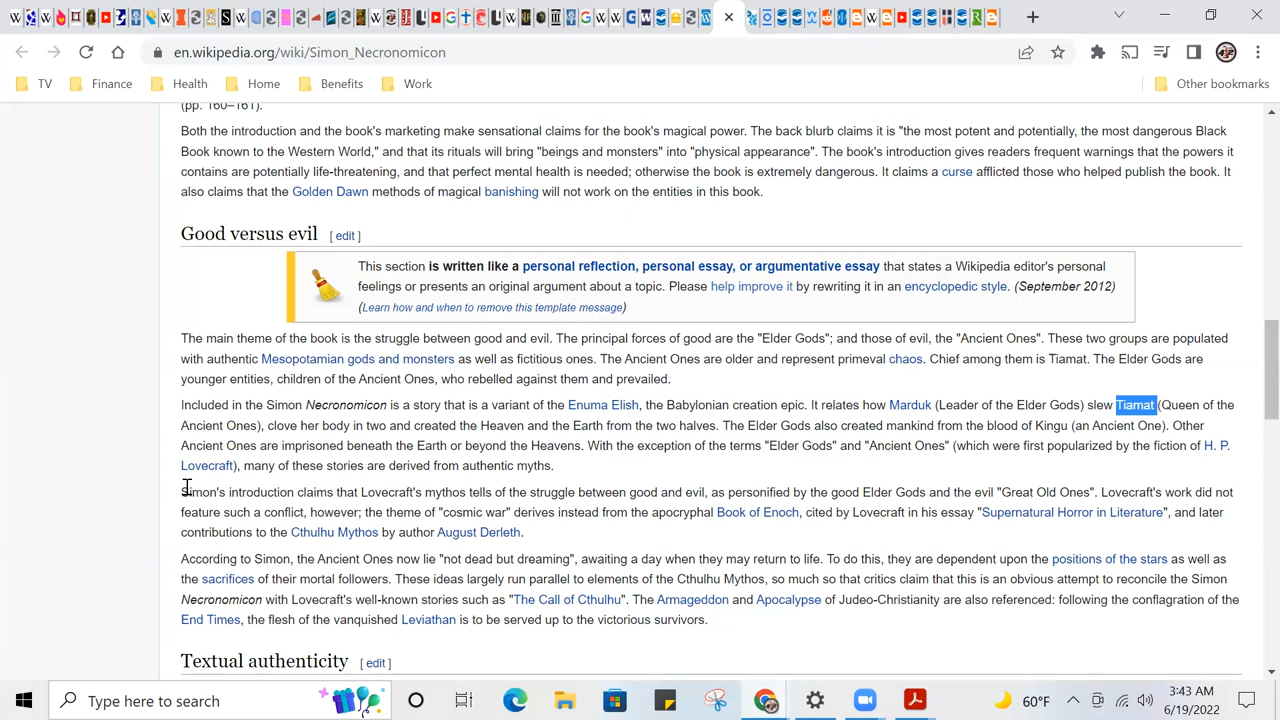 en.wikipedia.org/wiki/Simon_Necronomicon
TV Finance Health Home Benefits Work Other bookmarks
(pp. 160–161).
Both the introduction and the book's marketing make sensational claims for the book's magical power. The back blurb claims it is "the most potent and potentially, the most dangerous Black
Book known to the Western World," and that its rituals will bring "beings and monsters" into "physical appearance". The book's introduction gives readers frequent warnings that the powers it
contains are potentially life-threatening, and that perfect mental health is needed; otherwise the book is extremely dangerous. It claims a curse afflicted those who helped publish the book. It
also claims that the Golden Dawn methods of magical banishing will not work on the entities in this book.
Good versus evil [ edit ]
This section is written like a personal reflection, personal essay, or argumentative essay that states a Wikipedia editor's personal
feelings or presents an original argument about a topic. Please help improve it by rewriting it in an encyclopedic style. (September 2012)
(Learn how and when to remove this template message)
The main theme of the book is the struggle between good and evil. The principal forces of good are the "Elder Gods"; and those of evil, the "Ancient Ones". These two groups are populated
with authentic Mesopotamian gods and monsters as well as fictitious ones. The Ancient Ones are older and represent primeval chaos. Chief among them is Tiamat. The Elder Gods are
younger entities, children of the Ancient Ones, who rebelled against them and prevailed.
Included in the Simon Necronomicon is a story that is a variant of the Enuma Elish, the Babylonian creation epic. It relates how Marduk (Leader of the Elder Gods) slew Tiamat (Queen of the
Ancient Ones), clove her body in two and created the Heaven and the Earth from the two halves. The Elder Gods also created mankind from the blood of Kingu (an Ancient One). Other
Ancient Ones are imprisoned beneath the Earth or beyond the Heavens. With the exception of the terms "Elder Gods" and "Ancient Ones" (which were first popularized by the fiction of H. P.
Lovecraft), many of these stories are derived from authentic myths.
Simon's introduction claims that Lovecraft's mythos tells of the struggle between good and evil, as personified by the good Elder Gods and the evil "Great Old Ones". Lovecraft's work did not
feature such a conflict, however; the theme of "cosmic war" derives instead from the apocryphal Book of Enoch, cited by Lovecraft in his essay "Supernatural Horror in Literature", and later
contributions to the Cthulhu Mythos by author August Derleth.
According to Simon, the Ancient Ones now lie "not dead but dreaming", awaiting a day when they may return to life. To do this, they are dependent upon the positions of the stars as well as
the sacrifices of their mortal followers. These ideas largely run parallel to elements of the Cthulhu Mythos, so much so that critics claim that this is an obvious attempt to reconcile the Simon
Necronomicon with Lovecraft's well-known stories such as "The Call of Cthulhu". The Armageddon and Apocalypse of Judeo-Christianity are also referenced: following the conflagration of the
End Times, the flesh of the vanquished Leviathan is to be served up to the victorious survivors.
Textual authenticity [ edit ]
Type here to search
60°F
3:43 AM
6/19/2022